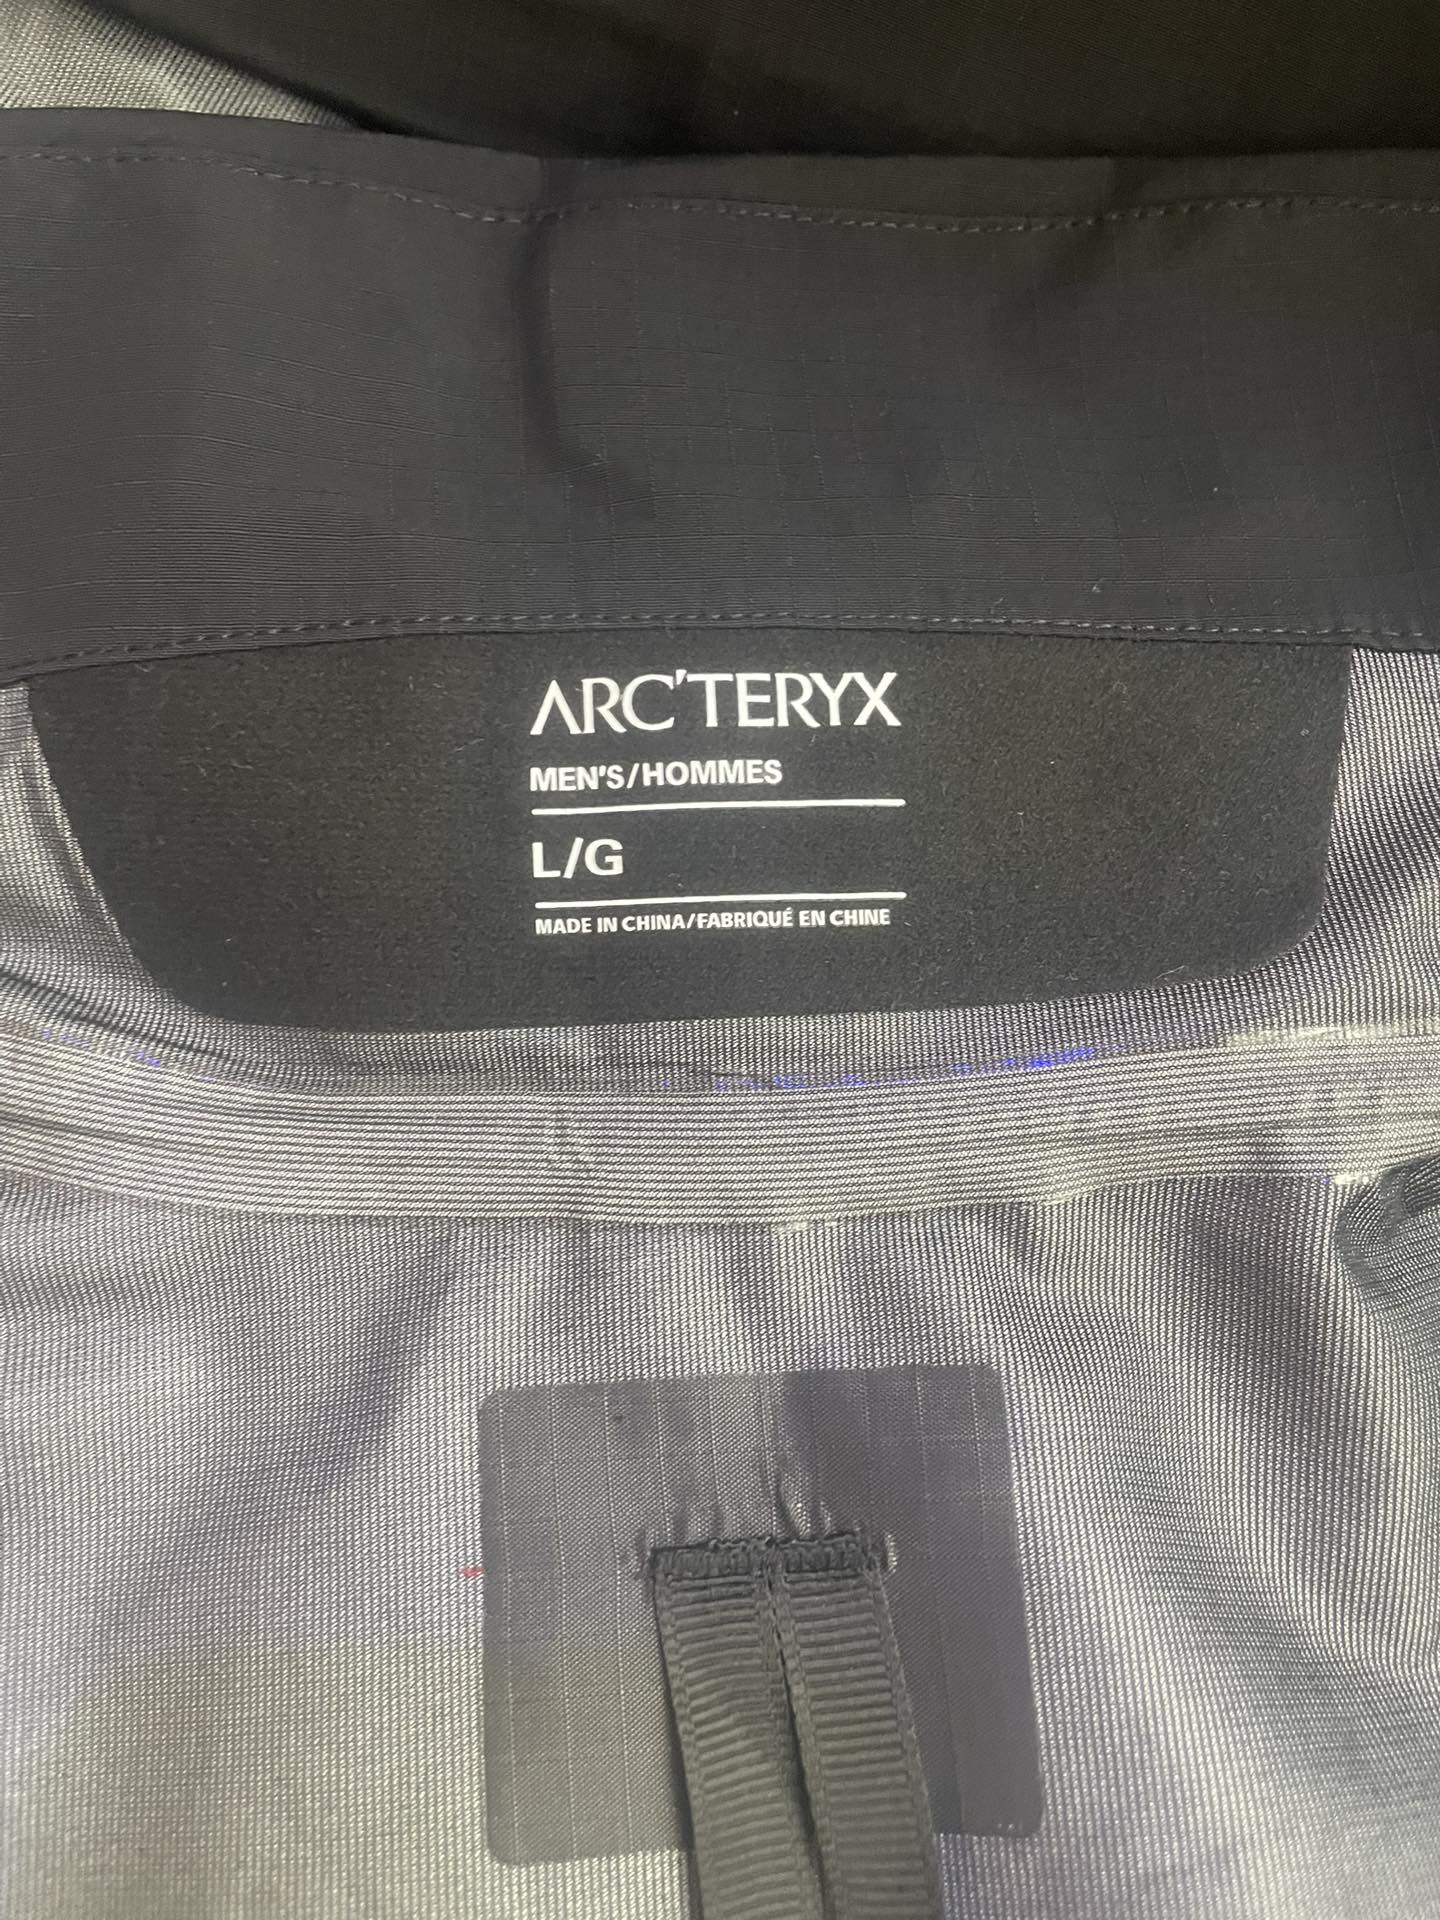 ARC'TERYX
MEN'S/HOMMES
L/G
MADE IN CHINA/FABRIQUÉ EN CHINE